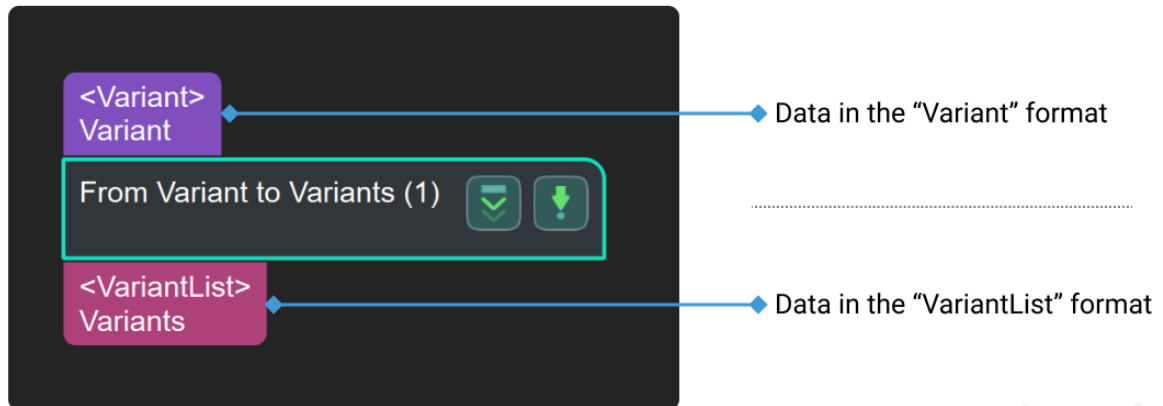 <Variant>
Variant
Data in the “Variant” format
From Variant to Variants (1)
<VariantList>
Variants
Data in the “VariantList” format